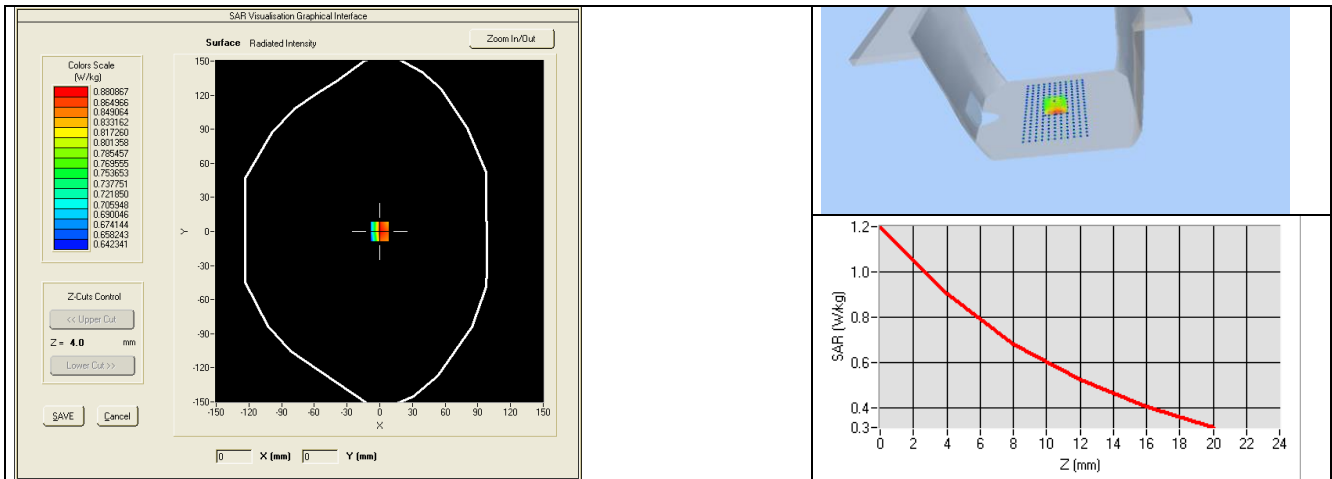 SAR Visualisation Graphical Interface
Surface Radiated Intensity
Zoom In/Out
Colors Scale
(W/kg)
0.880867
0.864966
0.849064
0.833162
0.817260
0.801358
0.785457
0.769555
0.753653
0.737751
0.721850
0.705948
0.690046
0.674144
0.658243
0.642341
Z-Cuts Control
<< Upper Cut
Z = 4.0 mm
Lower Cut >>
SAVE Cancel
150-
120-
90-
60-
30-
0-
-30-
-60-
-90-
-120-
-150-
Y
-150 -120 -90 -60 -30 0 30 60 90 120 150
X
0 X (mm) 0 Y (mm)
1.2-
1.0-
0.8-
0.6-
0.4-
0.3-
SAR (W/kg)
0 2 4 6 8 10 12 14 16 18 20 22 24
Z (mm)